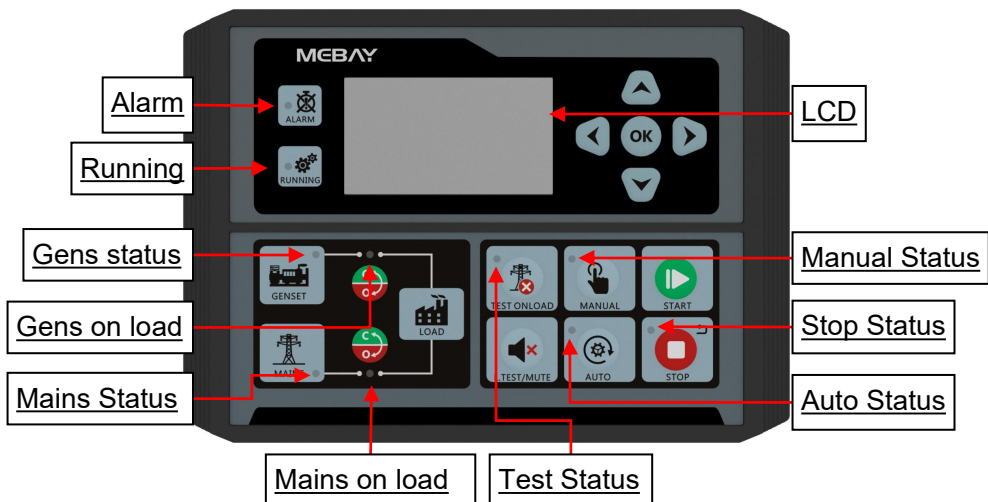 MEBAY
Alarm
ALARM
LCD
OK
Running
RUNNING
Gens status
GENSET
C
O
TEST ONLOAD
MANUAL
START
Manual Status
Gens on load
LOAD
Stop Status
Mains Status
C
O
TEST/MUTE
AUTO
STOP
Auto Status
Mains on load
Test Status